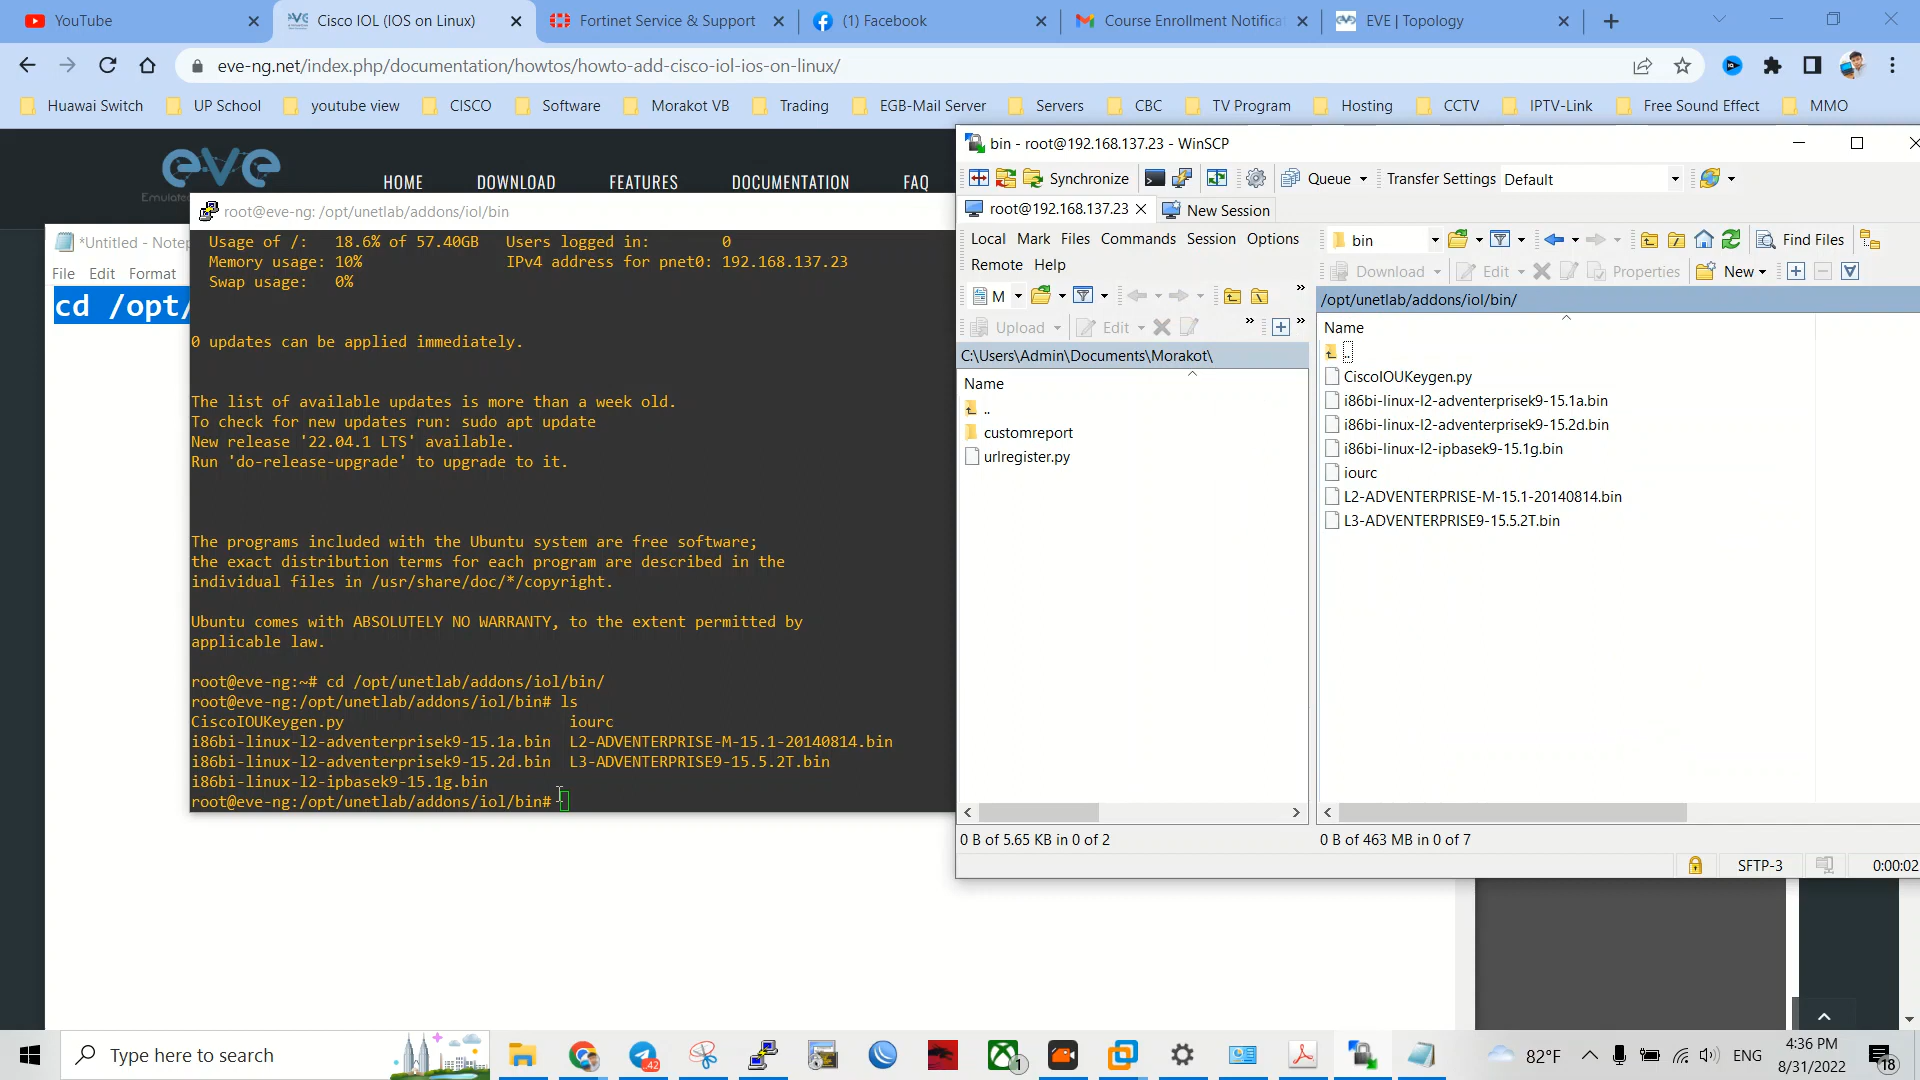 YouTube
Cisco IOL (IOS on Linux)
Fortinet Service & Support
(1) Facebook
Course Enrollment Notifica
EVE | Topology
eve-ng.net/index.php/documentation/howtos/howto-add-cisco-iol-ios-on-linux/
Huawai Switch
UP School
youtube view
CISCO
Software
Morakot VB
Trading
EGB-Mail Server
Servers
CBC
TV Program
Hosting
CCTV
IPTV-Link
Free Sound Effect
MMO
eve
HOME
DOWNLOAD
FEATURES
DOCUMENTATION
FAQ
*Untitled - Notep
File Edit Format
cd /opt/
root@eve-ng: /opt/unetlab/addons/iol/bin
Usage of /: 18.6% of 57.40GB Users logged in: 0
Memory usage: 10% IPv4 address for pnet0: 192.168.137.23
Swap usage: 0%
0 updates can be applied immediately.
The list of available updates is more than a week old.
To check for new updates run: sudo apt update
New release '22.04.1 LTS' available.
Run 'do-release-upgrade' to upgrade to it.
The programs included with the Ubuntu system are free software;
the exact distribution terms for each program are described in the
individual files in /usr/share/doc/*/copyright.
Ubuntu comes with ABSOLUTELY NO WARRANTY, to the extent permitted by
applicable law.
root@eve-ng:~# cd /opt/unetlab/addons/iol/bin/
root@eve-ng:/opt/unetlab/addons/iol/bin# ls
CiscoIOUKeygen.py iourc
i86bi-linux-l2-adventerprisek9-15.1a.bin L2-ADVENTERPRISE-M-15.1-20140814.bin
i86bi-linux-l2-adventerprisek9-15.2d.bin L3-ADVENTERPRISE9-15.5.2T.bin
i86bi-linux-l2-ipbasek9-15.1g.bin
root@eve-ng:/opt/unetlab/addons/iol/bin#
bin - root@192.168.137.23 - WinSCP
Synchronize
Queue
Transfer Settings Default
root@192.168.137.23
New Session
Local Mark Files Commands Session Options
Remote Help
M
Upload
Edit
C:\Users\Admin\Documents\Morakot\
Name
..
customreport
urlregister.py
0 B of 5.65 KB in 0 of 2
bin
Find Files
Download
Edit
Properties
New
/opt/unetlab/addons/iol/bin/
Name
..
CiscoIOUKeygen.py
i86bi-linux-l2-adventerprisek9-15.1a.bin
i86bi-linux-l2-adventerprisek9-15.2d.bin
i86bi-linux-l2-ipbasek9-15.1g.bin
iourc
L2-ADVENTERPRISE-M-15.1-20140814.bin
L3-ADVENTERPRISE9-15.5.2T.bin
0 B of 463 MB in 0 of 7
SFTP-3
0:00:02
Type here to search
42
1
82°F
ENG
4:36 PM
8/31/2022
18